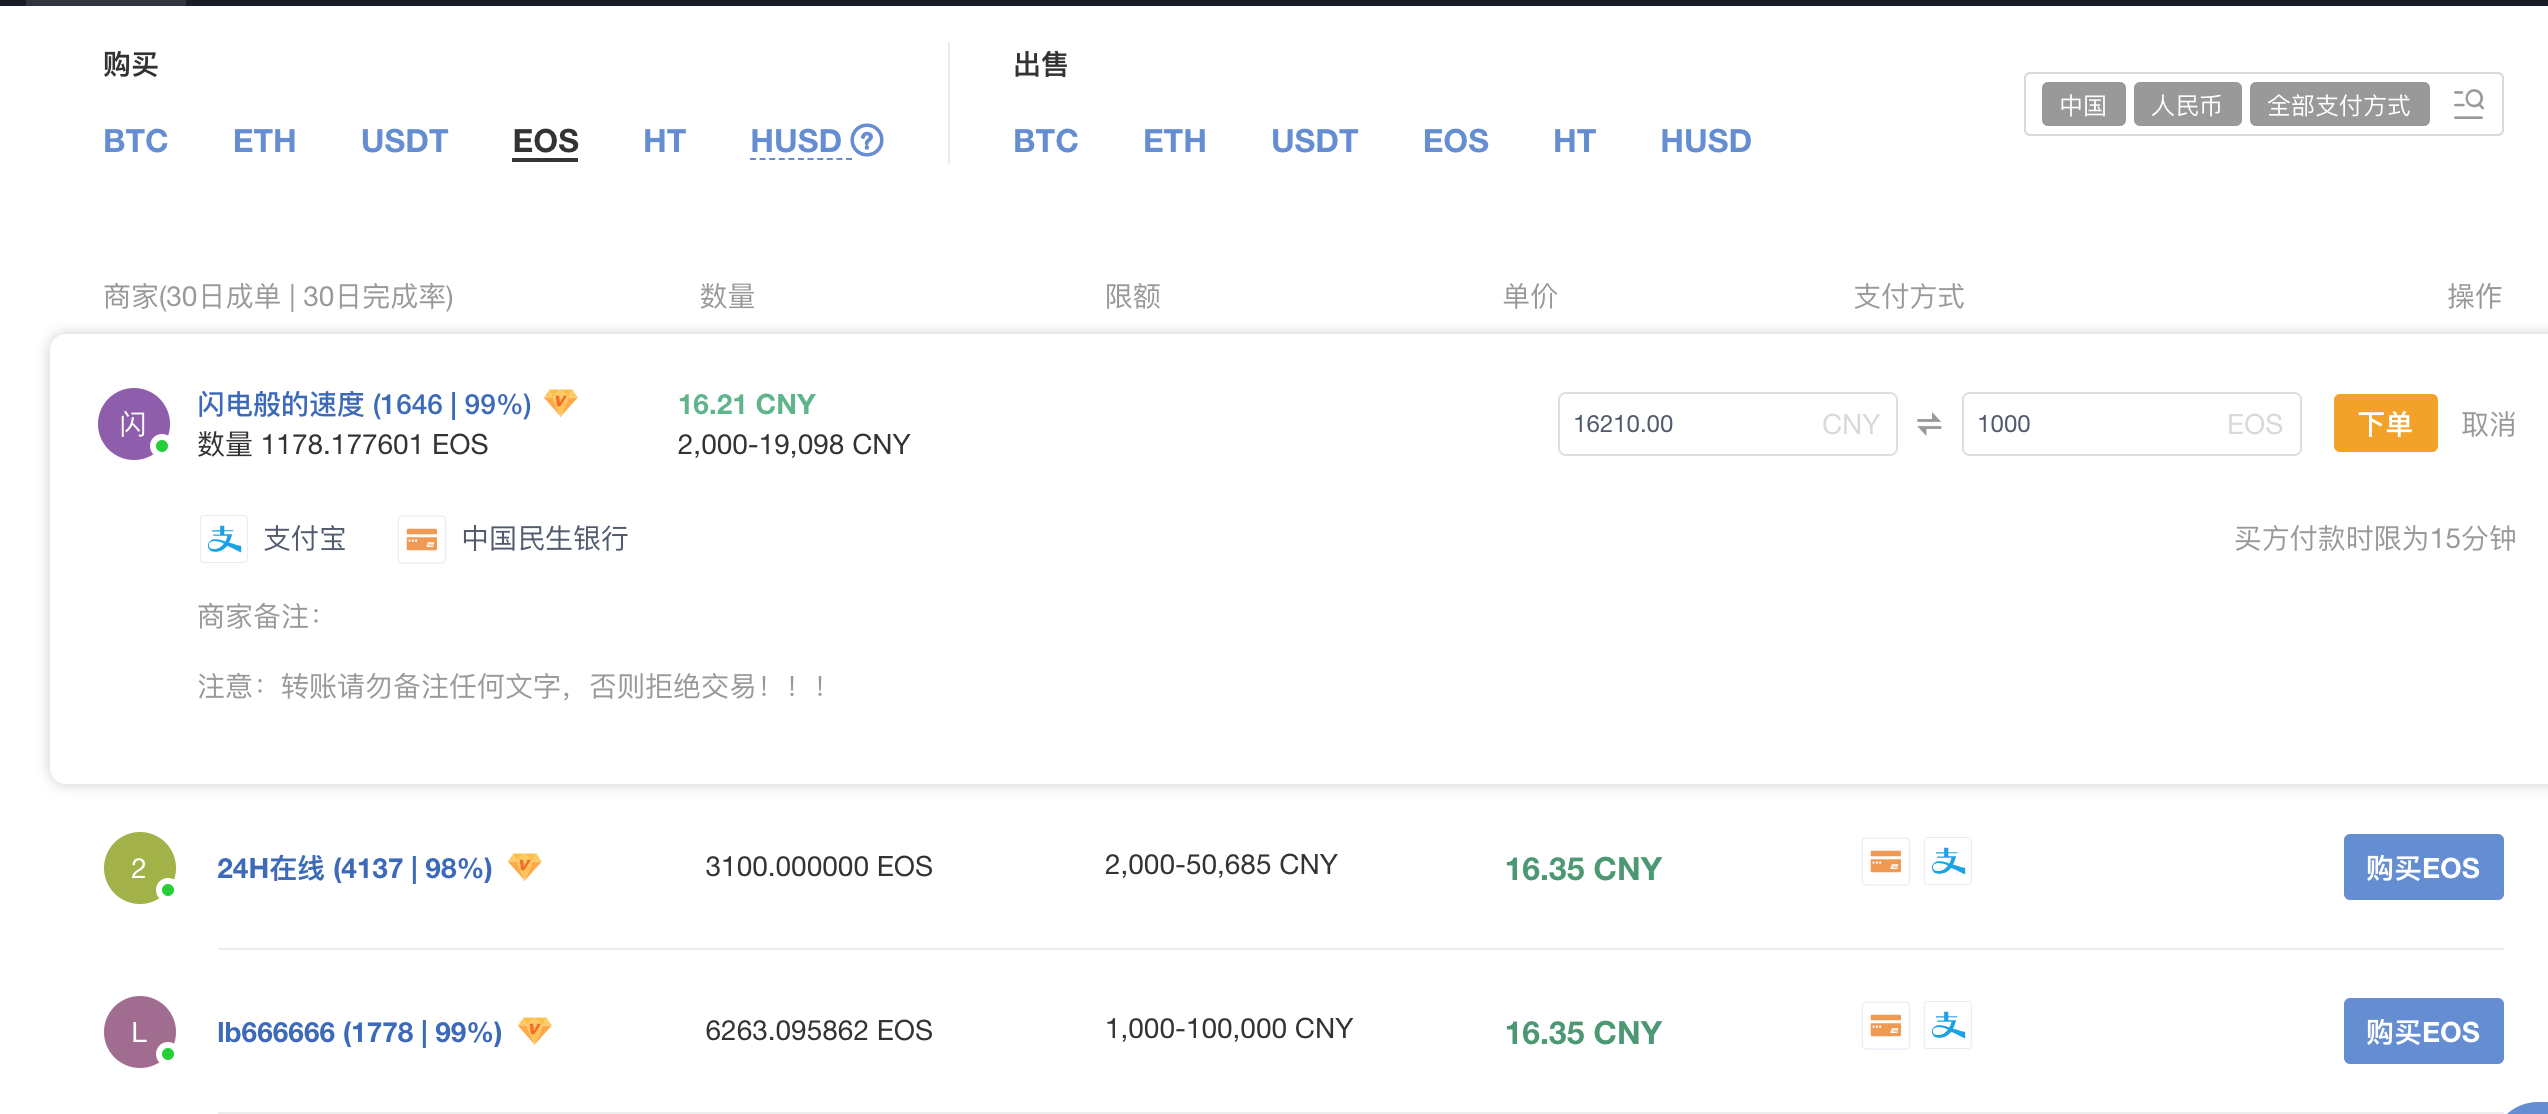 购买
BTC ETH USDT EOS HT HUSD ?
出售
BTC ETH USDT EOS HT HUSD
中国 人民币 全部支付方式
商家(30日成单 | 30日完成率) 数量 限额 单价 支付方式 操作
闪
闪电般的速度 (1646 | 99%) V
数量 1178.177601 EOS
16.21 CNY
2,000-19,098 CNY
16210.00 CNY 1000 EOS 下单 取消
支 支付宝 中国民生银行 买方付款时限为15分钟
商家备注:
注意：转账请勿备注任何文字，否则拒绝交易！！！
2 24H在线 (4137 | 98%) V 3100.000000 EOS 2,000-50,685 CNY 16.35 CNY 支 购买EOS
L lb666666 (1778 | 99%) V 6263.095862 EOS 1,000-100,000 CNY 16.35 CNY 支 购买EOS